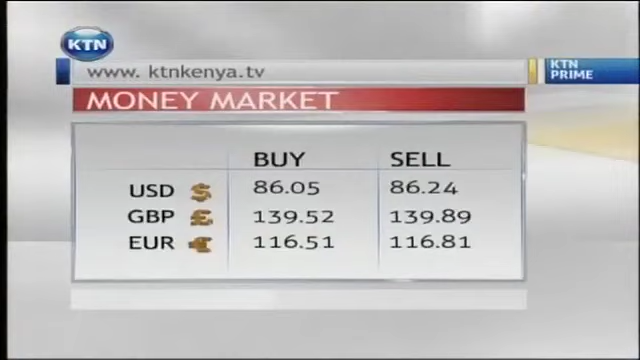 KTN
www. ktnkenya.tv
KTN
PRIME
MONEY MARKET
BUY SELL
USD $ 86.05 86.24
GBP £ 139.52 139.89
EUR € 116.51 116.81